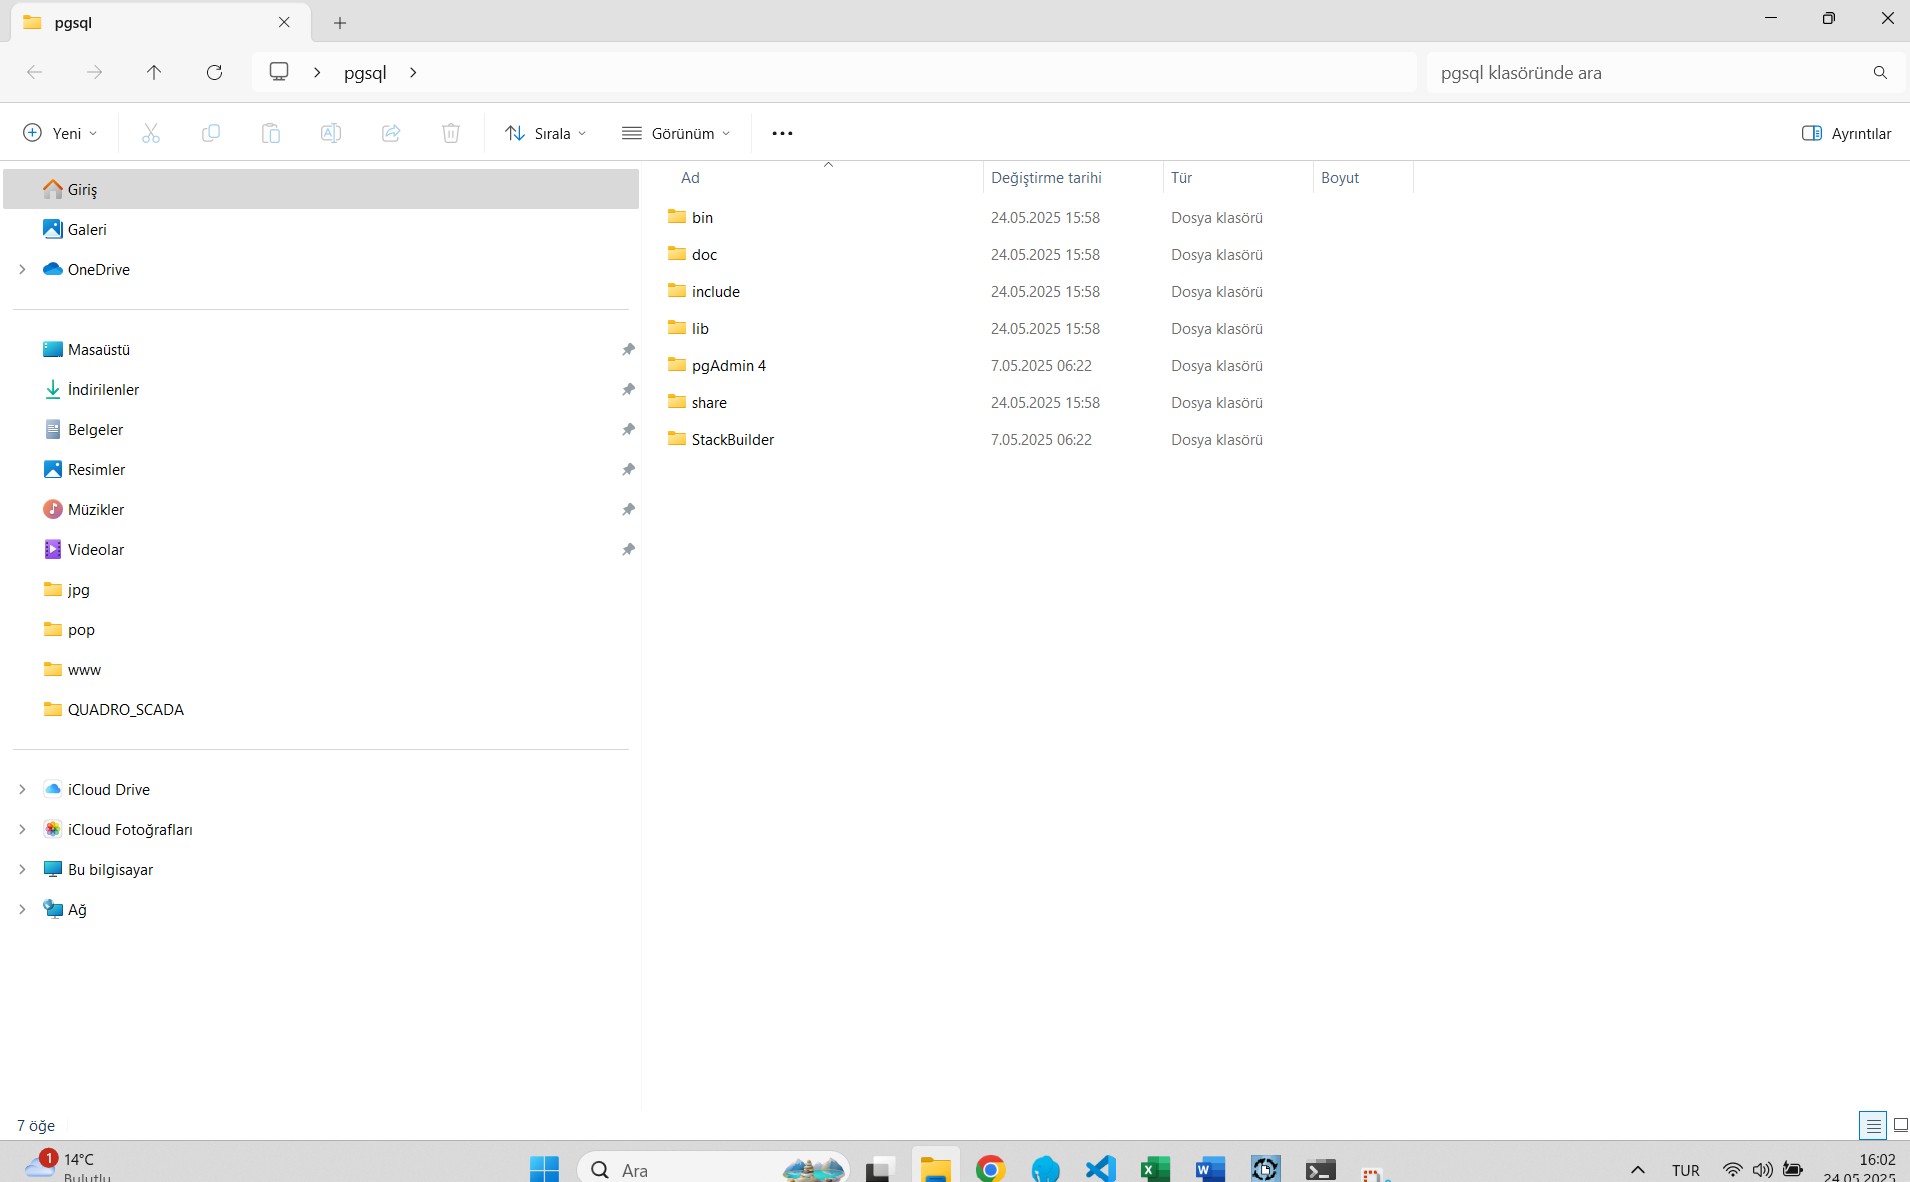 pgsql
pgsql
pgsql klasöründe ara
Yeni
Sırala
Görünüm
Ayrıntılar
Giriş
Galeri
OneDrive
Masaüstü
İndirilenler
Belgeler
Resimler
Müzikler
Videolar
jpg
pop
www
QUADRO_SCADA
iCloud Drive
iCloud Fotoğrafları
Bu bilgisayar
Ağ
Ad Değiştirme tarihi Tür Boyut
bin 24.05.2025 15:58 Dosya klasörü
doc 24.05.2025 15:58 Dosya klasörü
include 24.05.2025 15:58 Dosya klasörü
lib 24.05.2025 15:58 Dosya klasörü
pgAdmin 4 7.05.2025 06:22 Dosya klasörü
share 24.05.2025 15:58 Dosya klasörü
StackBuilder 7.05.2025 06:22 Dosya klasörü
7 öğe
1
14°C
Bulutlu
Ara
TUR
16:02
24.05.2025